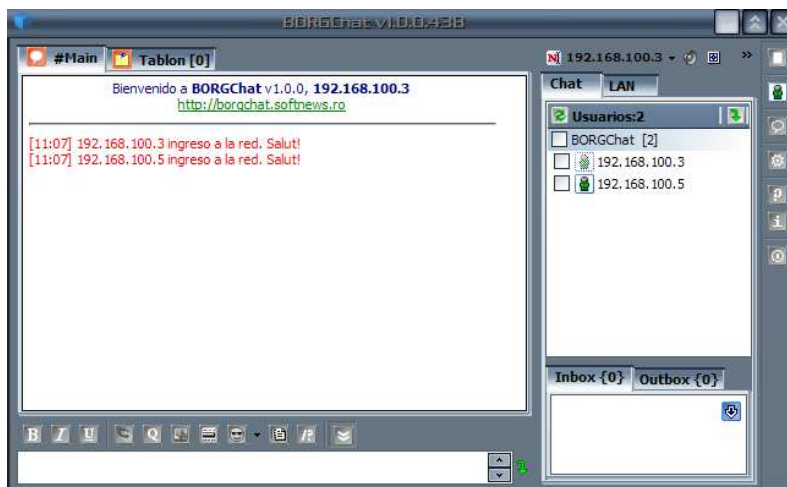 BORGChat v1.0.0.438
#Main
Tablon [0]
192.168.100.3
»
Bienvenido a BORGChat v1.0.0, 192.168.100.3
http://borgchat.softnews.ro
[11:07] 192.168.100.3 ingreso a la red. Salut!
[11:07] 192.168.100.5 ingreso a la red. Salut!
Chat
LAN
Usuarios:2
BORGChat [2]
192.168.100.3
192.168.100.5
Inbox {0}
Outbox {0}
B I U Q